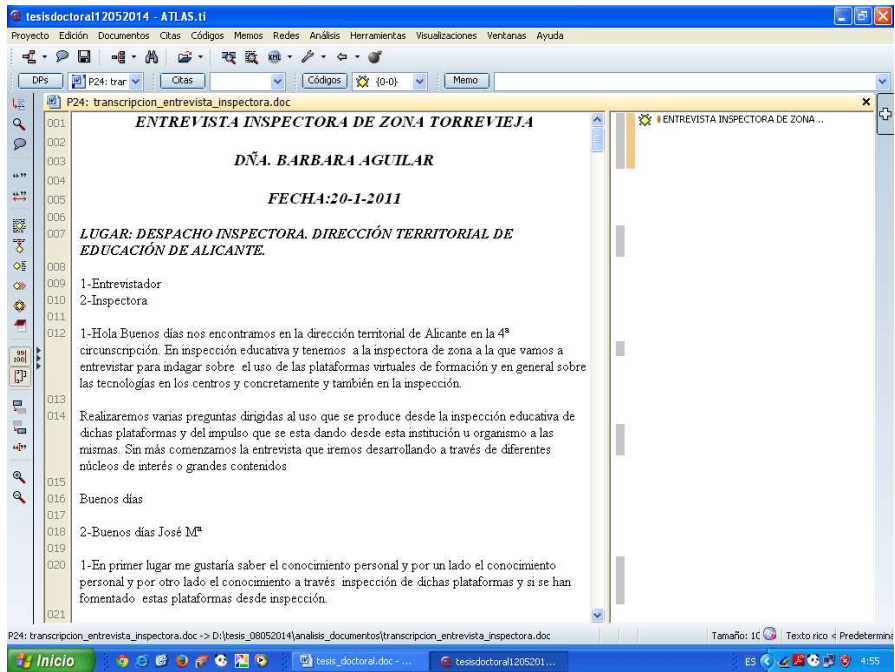 tesisdoctoral12052014 - ATLAS.ti
Proyecto Edición Documentos Citas Códigos Memos Redes Análisis Herramientas Visualizaciones Ventanas Ayuda
DPs P24: trar Citas Códigos {0-0} Memo
P24: transcripcion_entrevista_inspectora.doc
001 ENTREVISTA INSPECTORA DE ZONA TORREVIEJA
ENTREVISTA INSPECTORA DE ZONA ..
002
003 DÑA. BARBARA AGUILAR
004
005 FECHA:20-1-2011
006
007 LUGAR: DESPACHO INSPECTORA. DIRECCIÓN TERRITORIAL DE
EDUCACIÓN DE ALICANTE.
008
009 1-Entrevistador
010 2-Inspectora
011
012 1-Hola Buenos días nos encontramos en la dirección territorial de Alicante en la 4ª
circunscripción. En inspección educativa y tenemos a la inspectora de zona a la que vamos a
entrevistar para indagar sobre el uso de las plataformas virtuales de formación y en general sobre
las tecnologías en los centros y concretamente y también en la inspección.
013
014 Realizaremos varias preguntas dirigidas al uso que se produce desde la inspección educativa de
dichas plataformas y del impulso que se esta dando desde esta institución u organismo a las
mismas. Sin más comenzamos la entrevista que iremos desarrollando a través de diferentes
núcleos de interés o grandes contenidos
015
016 Buenos días
017
018 2-Buenos días José Mª
019
020 1-En primer lugar me gustaría saber el conocimiento personal y por un lado el conocimiento
personal y por otro lado el conocimiento a través inspección de dichas plataformas y si se han
fomentado estas plataformas desde inspección.
021
P24: transcripcion_entrevista_inspectora.doc -> D:\tesis_08052014\analisis_documentos\transcripcion_entrevista_inspectora.doc
Tamaño: 1 Texto rico < Predetermina
Inicio tesis_doctoral.doc - ... tesisdoctoral1205201... ES 4:55